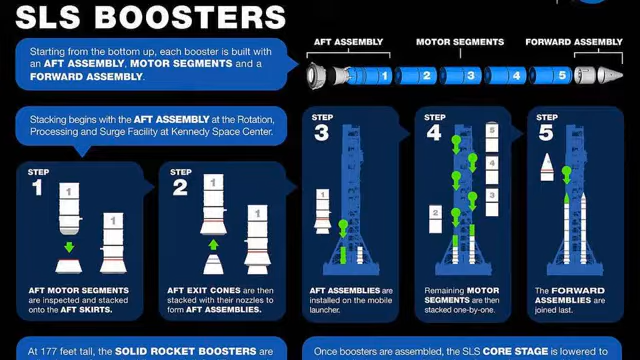 SLS BOOSTERS
Starting from the bottom up, each booster is built with
an AFT ASSEMBLY, MOTOR SEGMENTS and a
FORWARD ASSEMBLY.
AFT ASSEMBLY
MOTOR SEGMENTS
FORWARD ASSEMBLY
1
2
3
4
5
Stacking begins with the AFT ASSEMBLY at the Rotation,
Processing and Surge Facility at Kennedy Space Center.
STEP
1
1
1
AFT MOTOR SEGMENTS
are inspected and stacked
onto the AFT SKIRTS.
STEP
2
1
1
AFT EXIT CONES are then
stacked with their nozzles to
form AFT ASSEMBLIES.
STEP
3
1
AFT ASSEMBLIES are
installed on the mobile
launcher.
STEP
4
5
4
3
2
Remaining MOTOR
SEGMENTS are then
stacked one-by-one.
STEP
5
The FORWARD
ASSEMBLIES are
joined last.
At 177 feet tall, the SOLID ROCKET BOOSTERS are
Once boosters are assembled, the SLS CORE STAGE is lowered to